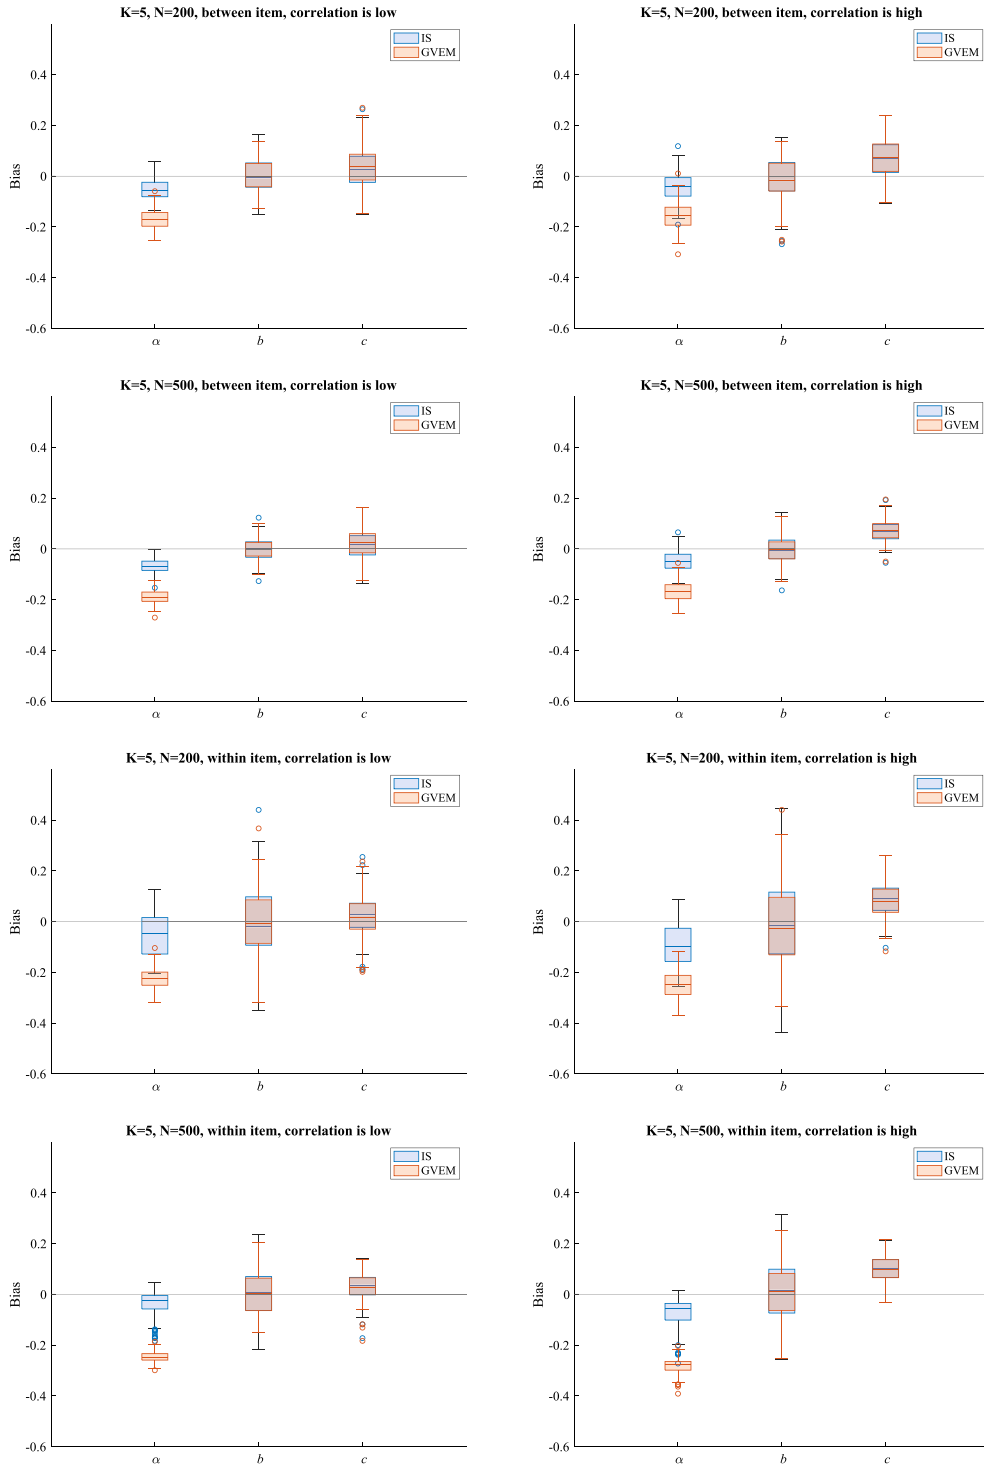 K=5, N=200, between item, correlation is low
IS
GVEM
0.4
0.2
0
-0.2
-0.4
-0.6
Bias
α
b
c
K=5, N=200, between item, correlation is high
IS
GVEM
0.4
0.2
0
-0.2
-0.4
-0.6
Bias
α
b
c
K=5, N=500, between item, correlation is low
IS
GVEM
0.4
0.2
0
-0.2
-0.4
-0.6
Bias
α
b
c
K=5, N=500, between item, correlation is high
IS
GVEM
0.4
0.2
0
-0.2
-0.4
-0.6
Bias
α
b
c
K=5, N=200, within item, correlation is low
IS
GVEM
0.4
0.2
0
-0.2
-0.4
-0.6
Bias
α
b
c
K=5, N=200, within item, correlation is high
IS
GVEM
0.4
0.2
0
-0.2
-0.4
-0.6
Bias
α
b
c
K=5, N=500, within item, correlation is low
IS
GVEM
0.4
0.2
0
-0.2
-0.4
-0.6
Bias
α
b
c
K=5, N=500, within item, correlation is high
IS
GVEM
0.4
0.2
0
-0.2
-0.4
-0.6
Bias
α
b
c